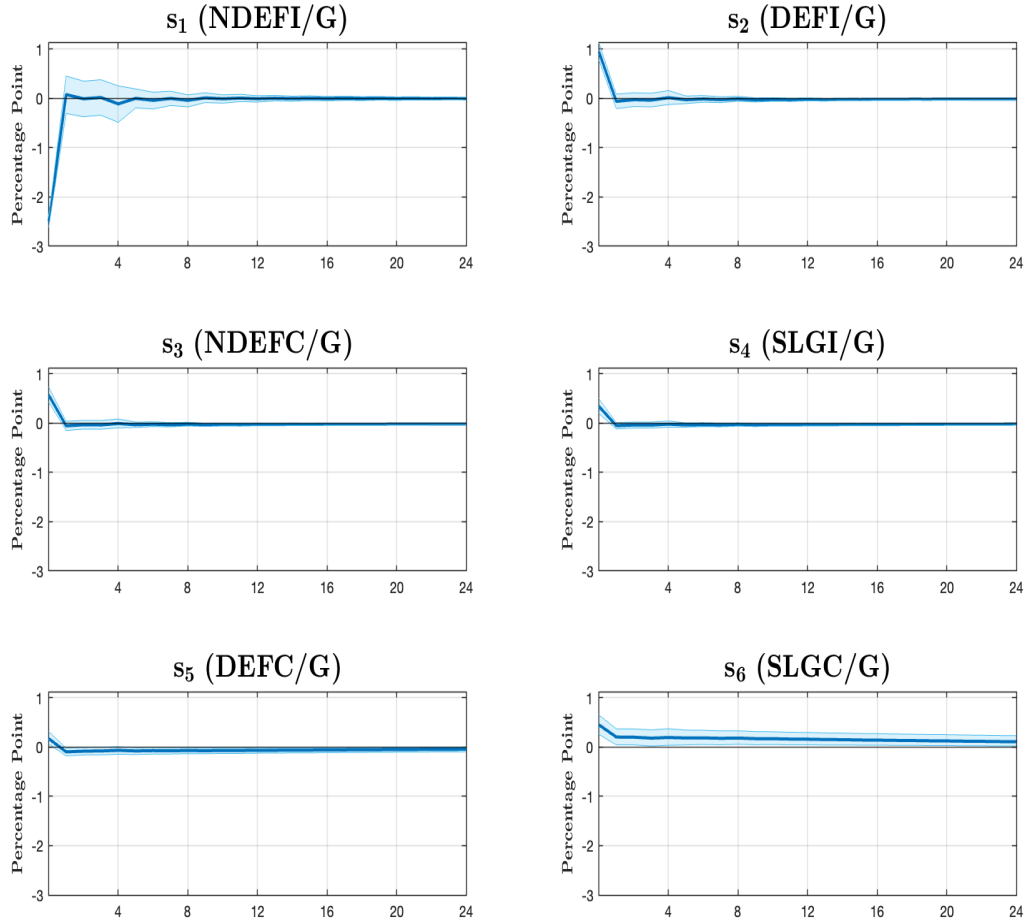 s1 (NDEFI/G)
Percentage Point
1
0
-1
-2
-3
4 8 12 16 20 24
s2 (DEFI/G)
Percentage Point
1
0
-1
-2
-3
4 8 12 16 20 24
s3 (NDEFC/G)
Percentage Point
1
0
-1
-2
-3
4 8 12 16 20 24
s4 (SLGI/G)
Percentage Point
1
0
-1
-2
-3
4 8 12 16 20 24
s5 (DEFC/G)
Percentage Point
1
0
-1
-2
-3
4 8 12 16 20 24
s6 (SLGC/G)
Percentage Point
1
0
-1
-2
-3
4 8 12 16 20 24